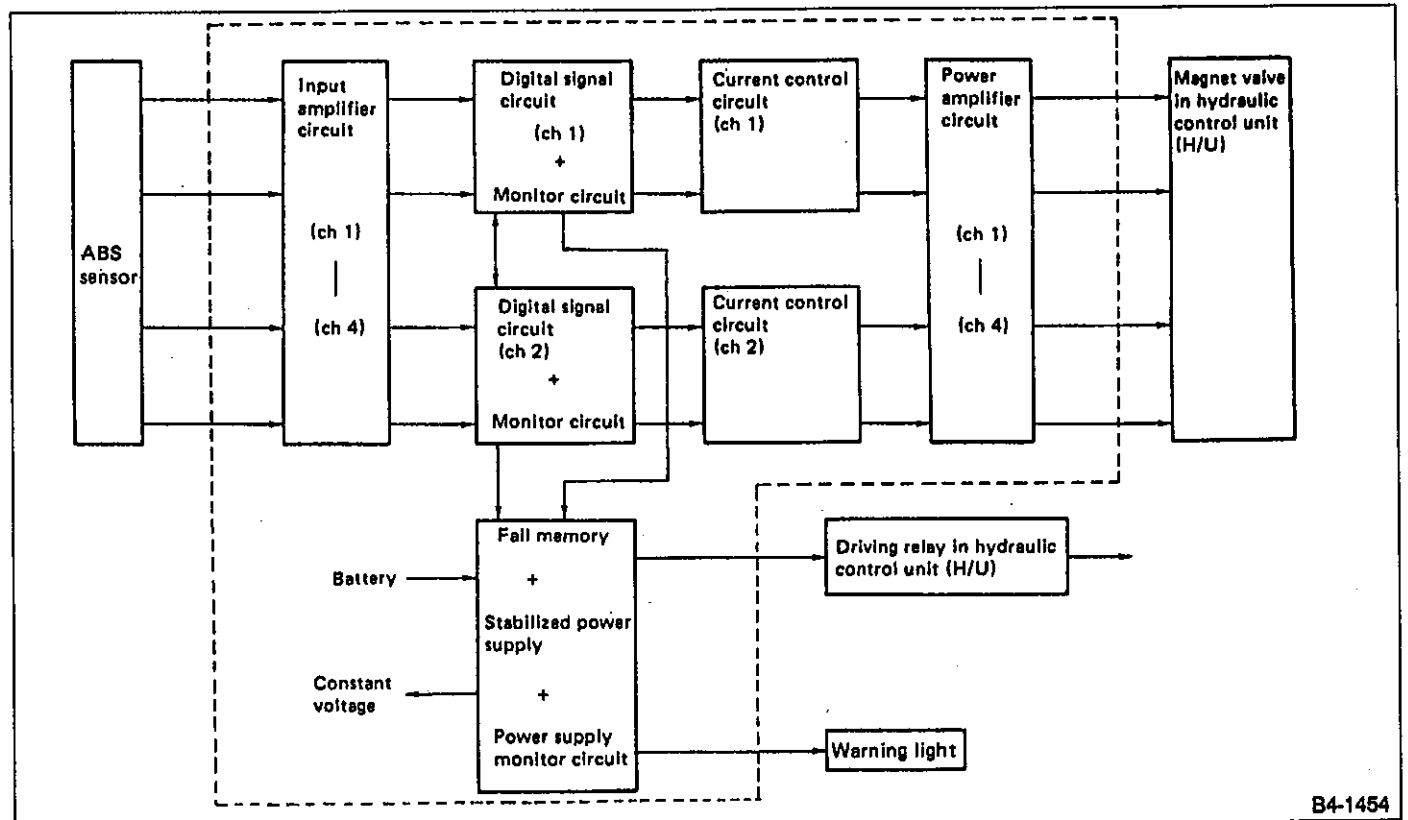 ABS
sensor
Input
amplifier
circuit
(ch 1)
(ch 4)
Digital signal
circuit
(ch 1)
+
Monitor circuit
Digital signal
circuit
(ch 2)
+
Monitor circuit
Current control
circuit
(ch 1)
Current control
circuit
(ch 2)
Power
amplifier
circuit
(ch 1)
(ch 4)
Magnet valve
in hydraulic
control unit
(H/U)
Battery
Constant
voltage
Fail memory
+
Stabilized power
supply
+
Power supply
monitor circuit
Driving relay in hydraulic
control unit (H/U)
Warning light
B4-1454